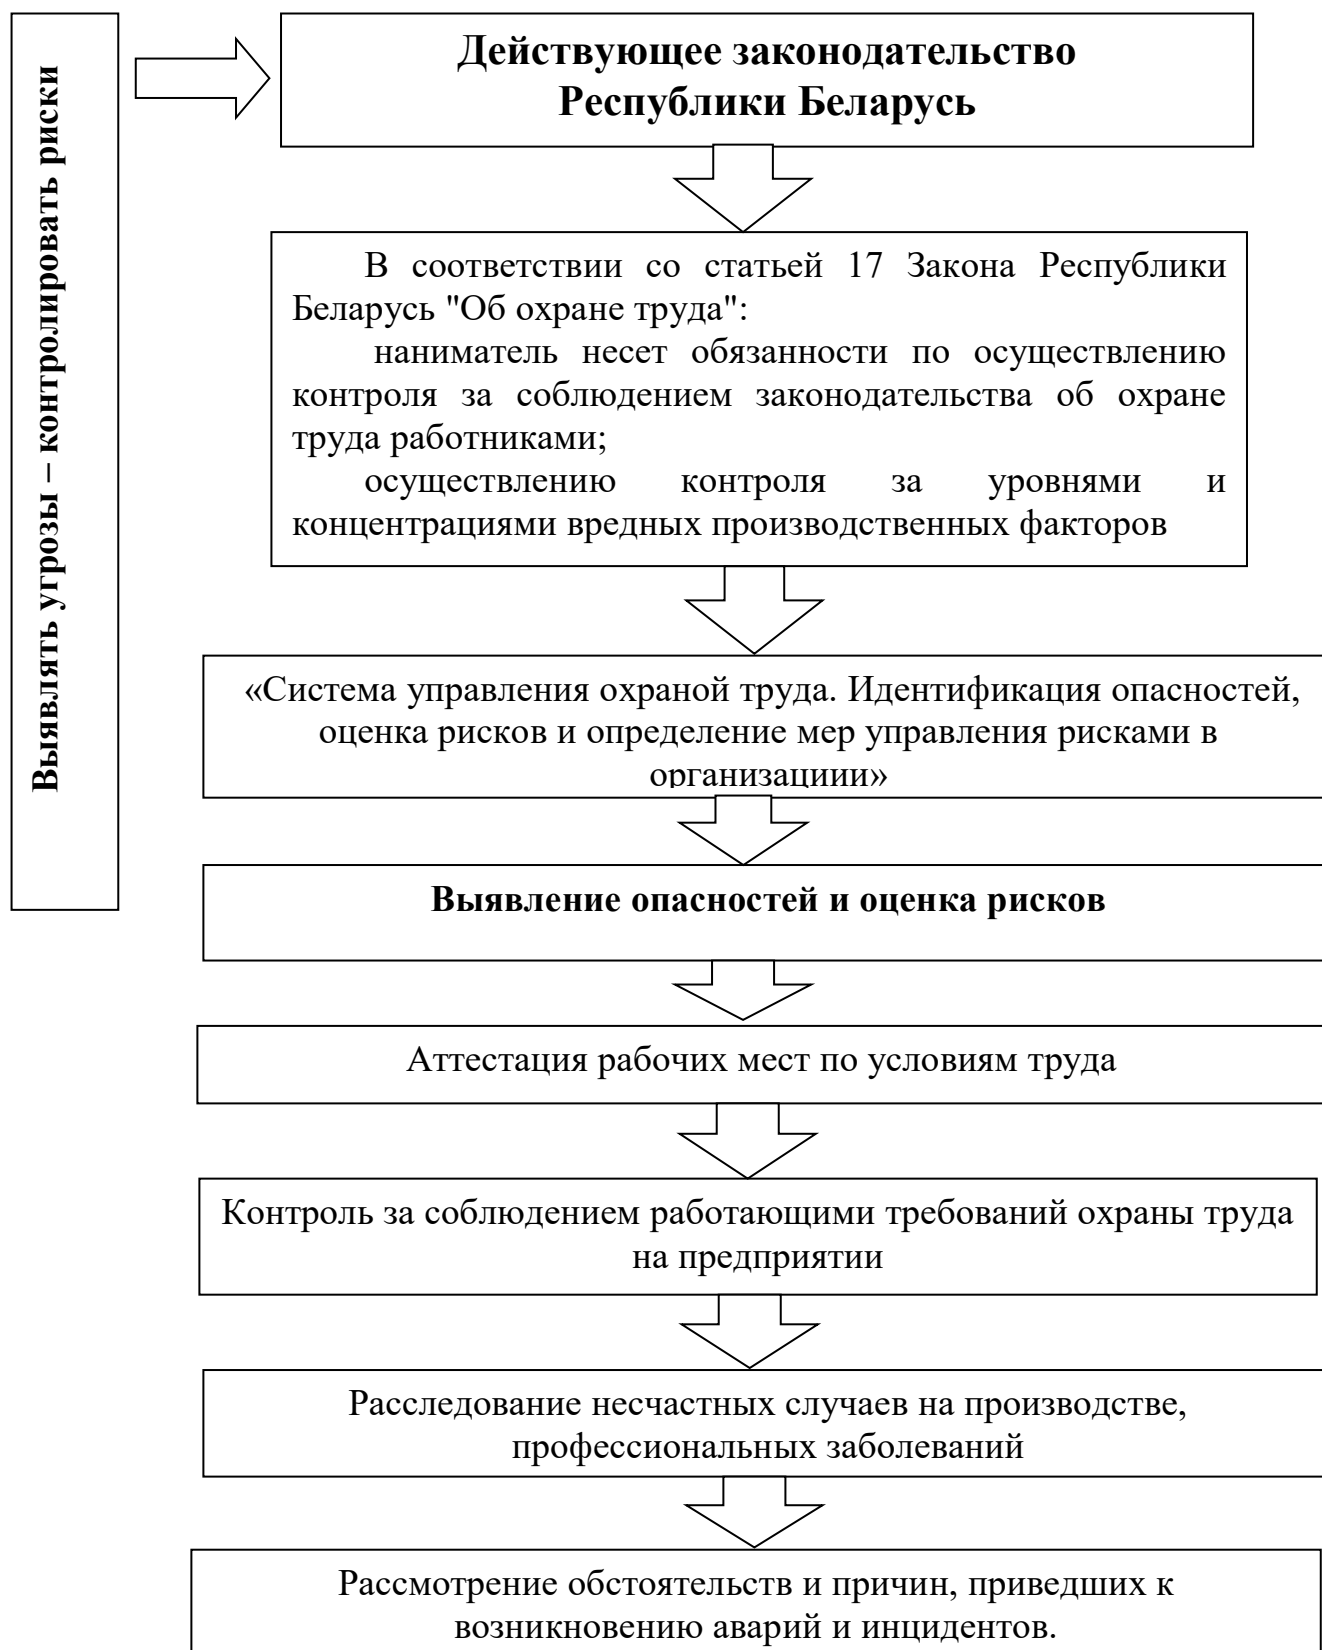 Выявлять угрозы – контролировать риски
Действующее законодательство
Республики Беларусь
В соответствии со статьей 17 Закона Республики
Беларусь "Об охране труда":
наниматель несет обязанности по осуществлению
контроля за соблюдением законодательства об охране
труда работниками;
осуществлению контроля за уровнями и
концентрациями вредных производственных факторов
«Система управления охраной труда. Идентификация опасностей,
оценка рисков и определение мер управления рисками в
организациии»
Выявление опасностей и оценка рисков
Аттестация рабочих мест по условиям труда
Контроль за соблюдением работающими требований охраны труда
на предприятии
Расследование несчастных случаев на производстве,
профессиональных заболеваний
Рассмотрение обстоятельств и причин, приведших к
возникновению аварий и инцидентов.